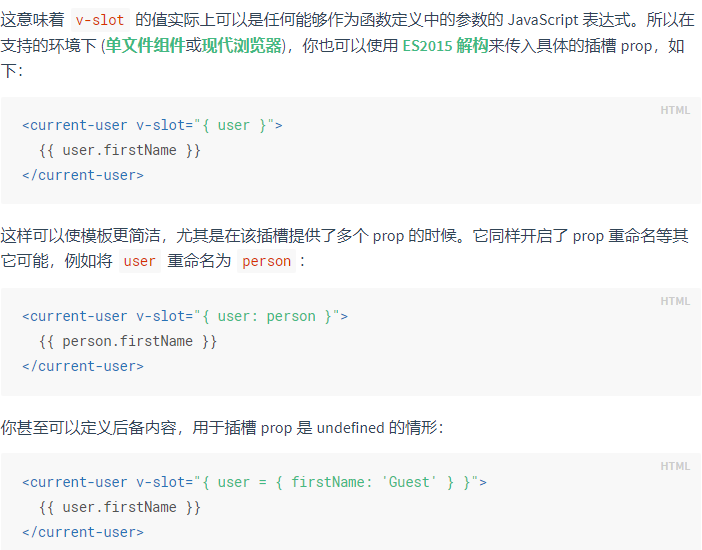 这意味着 v-slot 的值实际上可以是任何能够作为函数定义中的参数的 JavaScript 表达式。所以在
支持的环境下 (单文件组件或现代浏览器)，你也可以使用 ES2015 解构来传入具体的插槽 prop，如
下：
HTML
<current-user v-slot="{ user }">
  {{ user.firstName }}
</current-user>
这样可以使模板更简洁，尤其是在该插槽提供了多个 prop 的时候。它同样开启了 prop 重命名等其
它可能，例如将 user 重命名为 person：
HTML
<current-user v-slot="{ user: person }">
  {{ person.firstName }}
</current-user>
你甚至可以定义后备内容，用于插槽 prop 是 undefined 的情形：
HTML
<current-user v-slot="{ user = { firstName: 'Guest' } }">
  {{ user.firstName }}
</current-user>